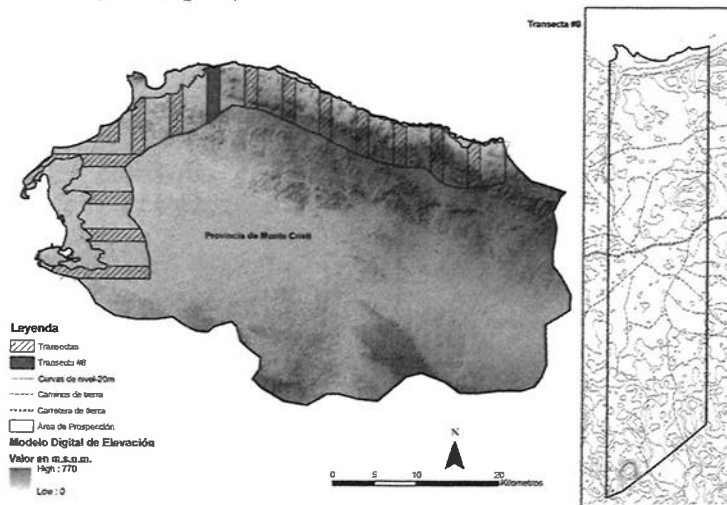 Transecta #8
Provincia de Monte Cristi
Leyenda
Transectas
Transecta #8
Curvas de nivel-20m
Caminos de tierra
Carretera de tierra
Área de Prospección
Modelo Digital de Elevación
Valor en m.s.n.m.
High : 770
Low : 0
N
0 5 10 20
Kilometros